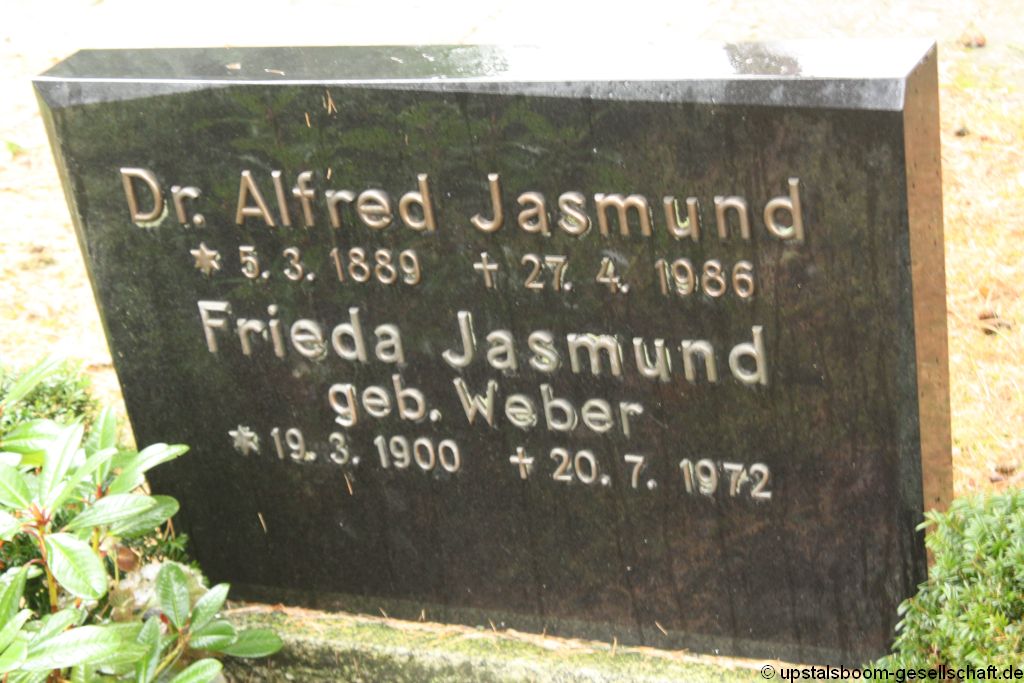 Dr. Alfred Jasmund
* 5. 3. 1889 † 27. 4. 1986
Frieda Jasmund
geb. Weber
* 19. 3. 1900 † 20. 7. 1972
© upstalsboom-gesellschaft.de